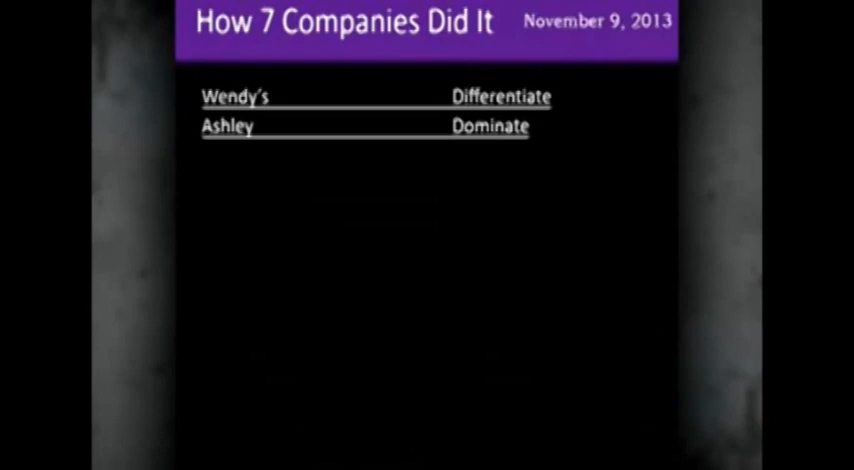 How 7 Companies Did It November 9, 2013
Wendy's Differentiate
Ashley Dominate